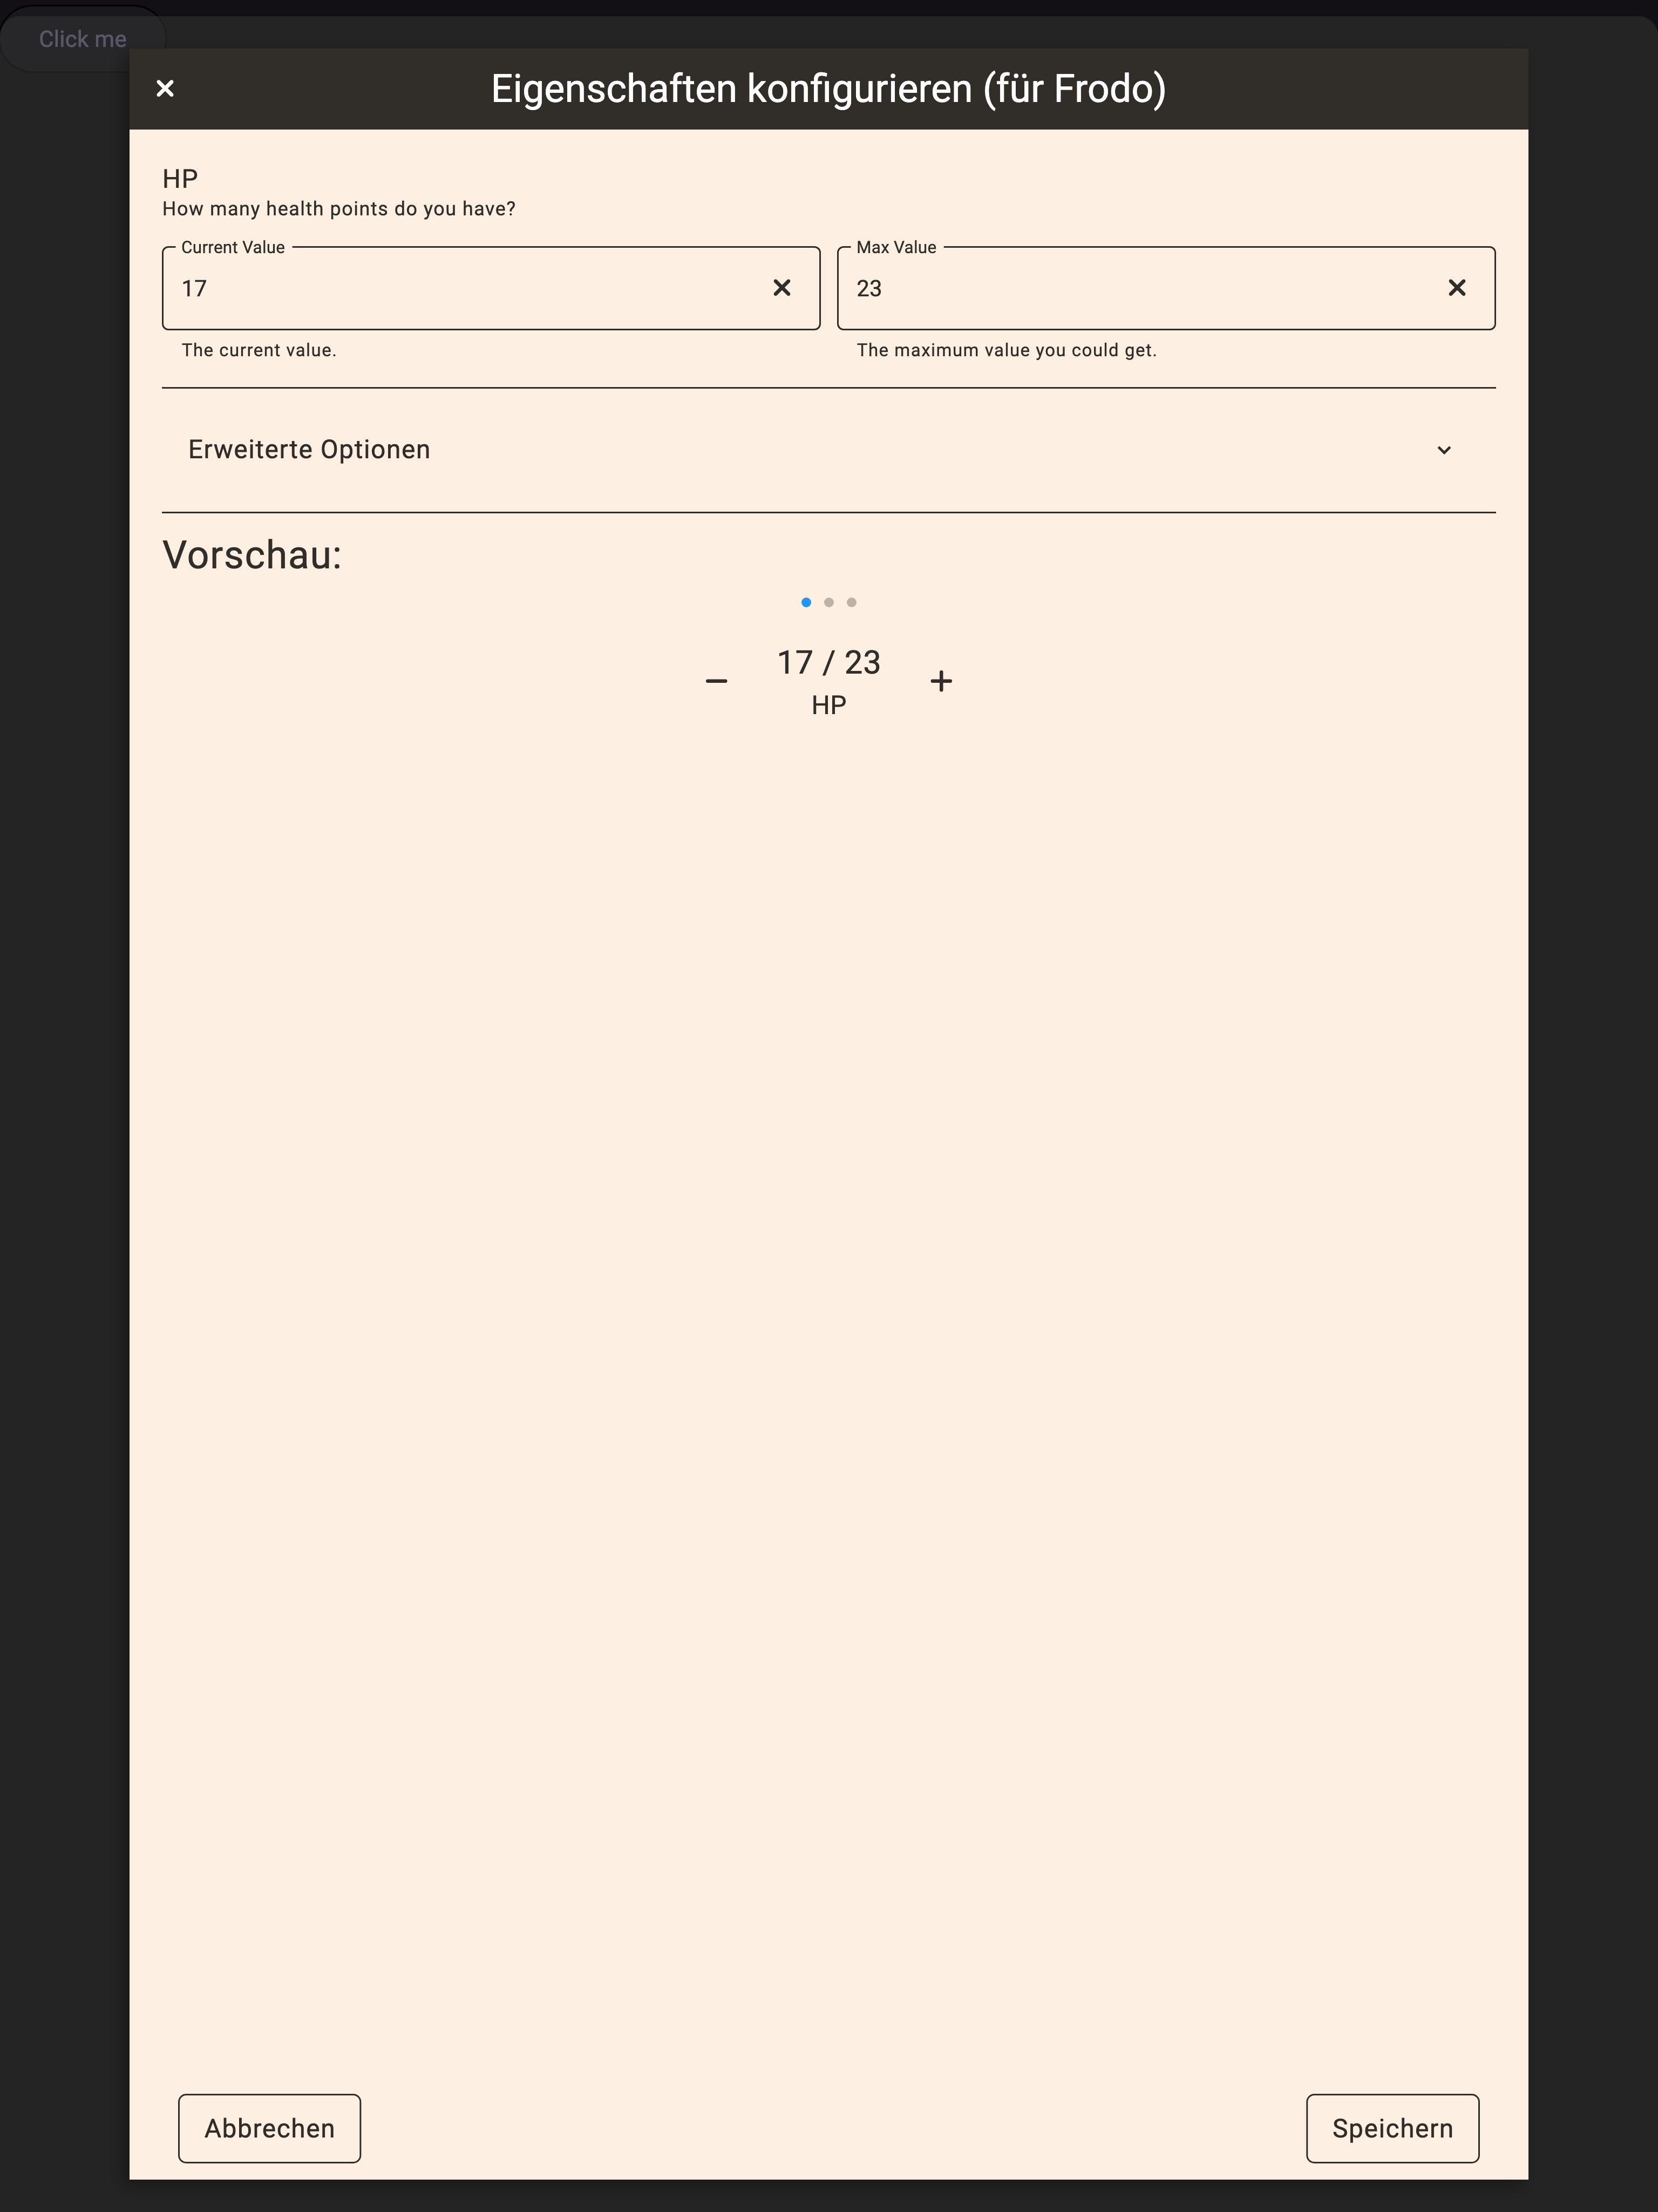 Click me
Eigenschaften konfigurieren (für Frodo)
HP
How many health points do you have?
Current Value
17
The current value.
Max Value
23
The maximum value you could get.
Erweiterte Optionen
Vorschau:
17 / 23
HP
Abbrechen
Speichern